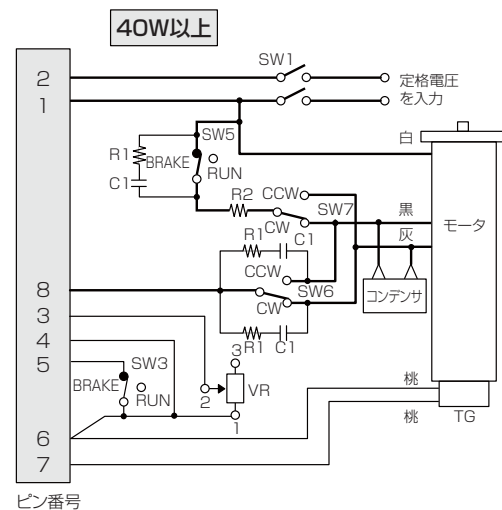 40W以上
SW1
2
定格電圧
1
を入力
白
SW5
R1
BRAKE
RUN
C1
R2
CCW
SW7
黒
モータ
CW
灰
R1
C1
CCW
コンデンサ
8
SW6
CW
3
R1
C1
4
SW3
3
5
BRAKE
RUN
2
VR
桃
1
6
桃
TG
7
ピン番号